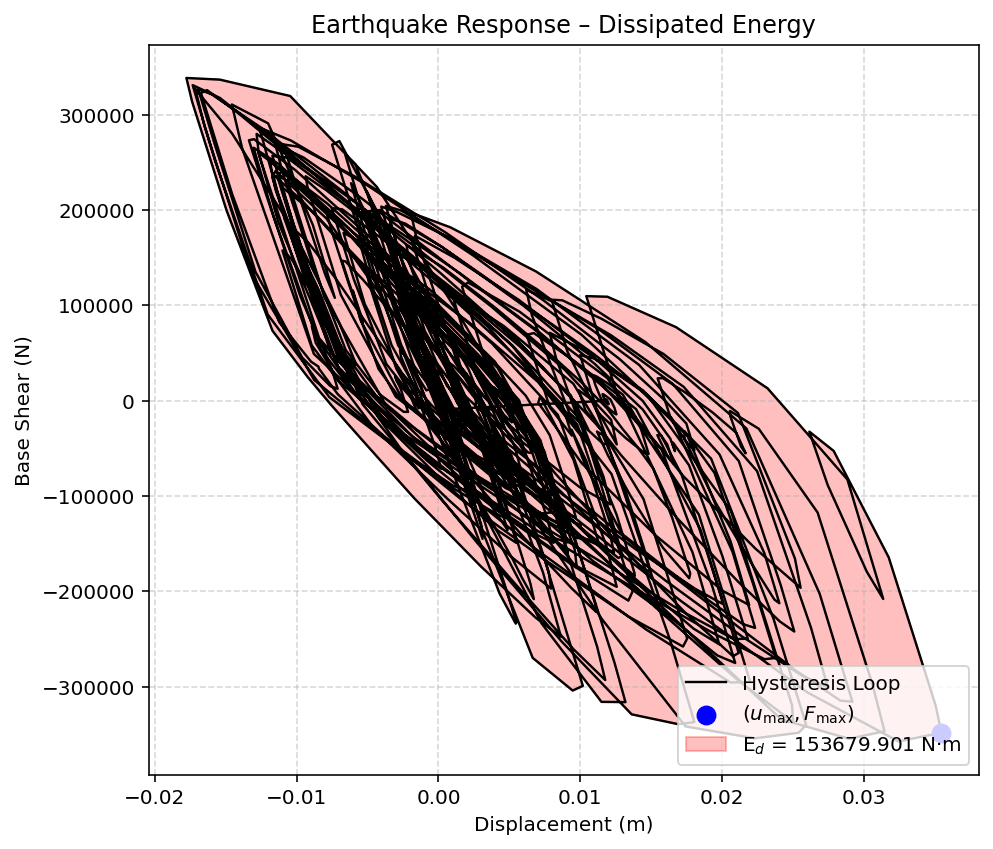 Earthquake Response – Dissipated Energy
300000
200000
100000
0
−100000
−200000
−300000
Base Shear (N)
−0.02
−0.01
0.00
0.01
0.02
0.03
Displacement (m)
Hysteresis Loop
(u_max, F_max)
E_d = 153679.901 N·m